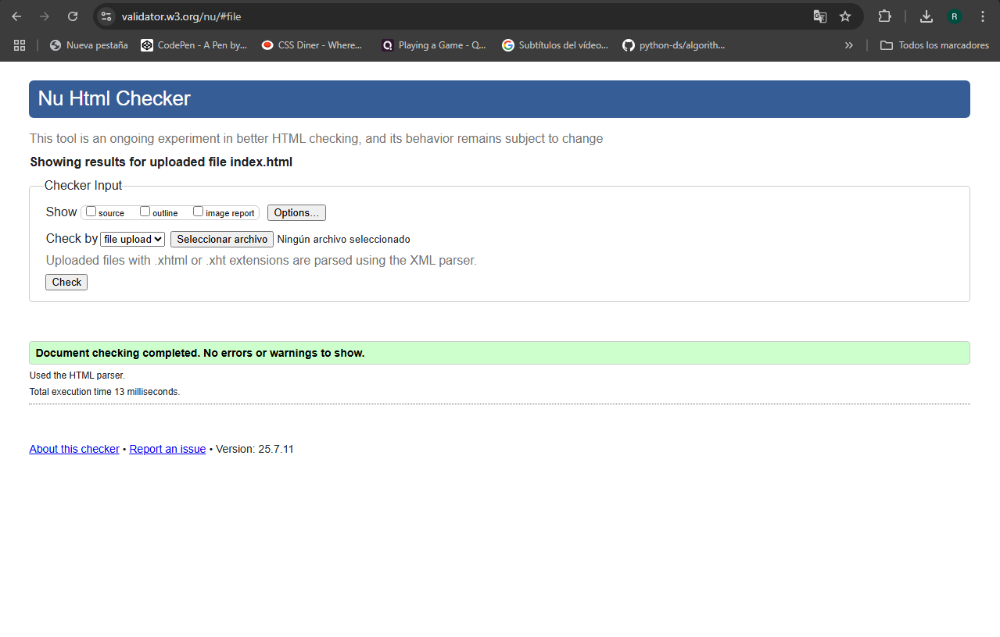 validator.w3.org/nu/#file
R
Nueva pestaña CodePen - A Pen by... CSS Diner - Where... Playing a Game - Q... Subtítulos del vídeo... python-ds/algorith... » Todos los marcadores
Nu Html Checker
This tool is an ongoing experiment in better HTML checking, and its behavior remains subject to change
Showing results for uploaded file index.html
Checker Input
Show source outline image report Options...
Check by file upload Seleccionar archivo Ningún archivo seleccionado
Uploaded files with .xhtml or .xht extensions are parsed using the XML parser.
Check
Document checking completed. No errors or warnings to show.
Used the HTML parser.
Total execution time 13 milliseconds.
About this checker • Report an issue • Version: 25.7.11